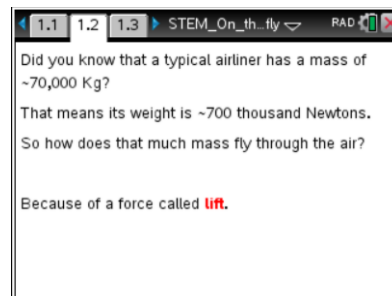 1.1 1.2 1.3 STEM_On_th...fly RAD
Did you know that a typical airliner has a mass of
~70,000 Kg?
That means its weight is ~700 thousand Newtons.
So how does that much mass fly through the air?
Because of a force called lift.